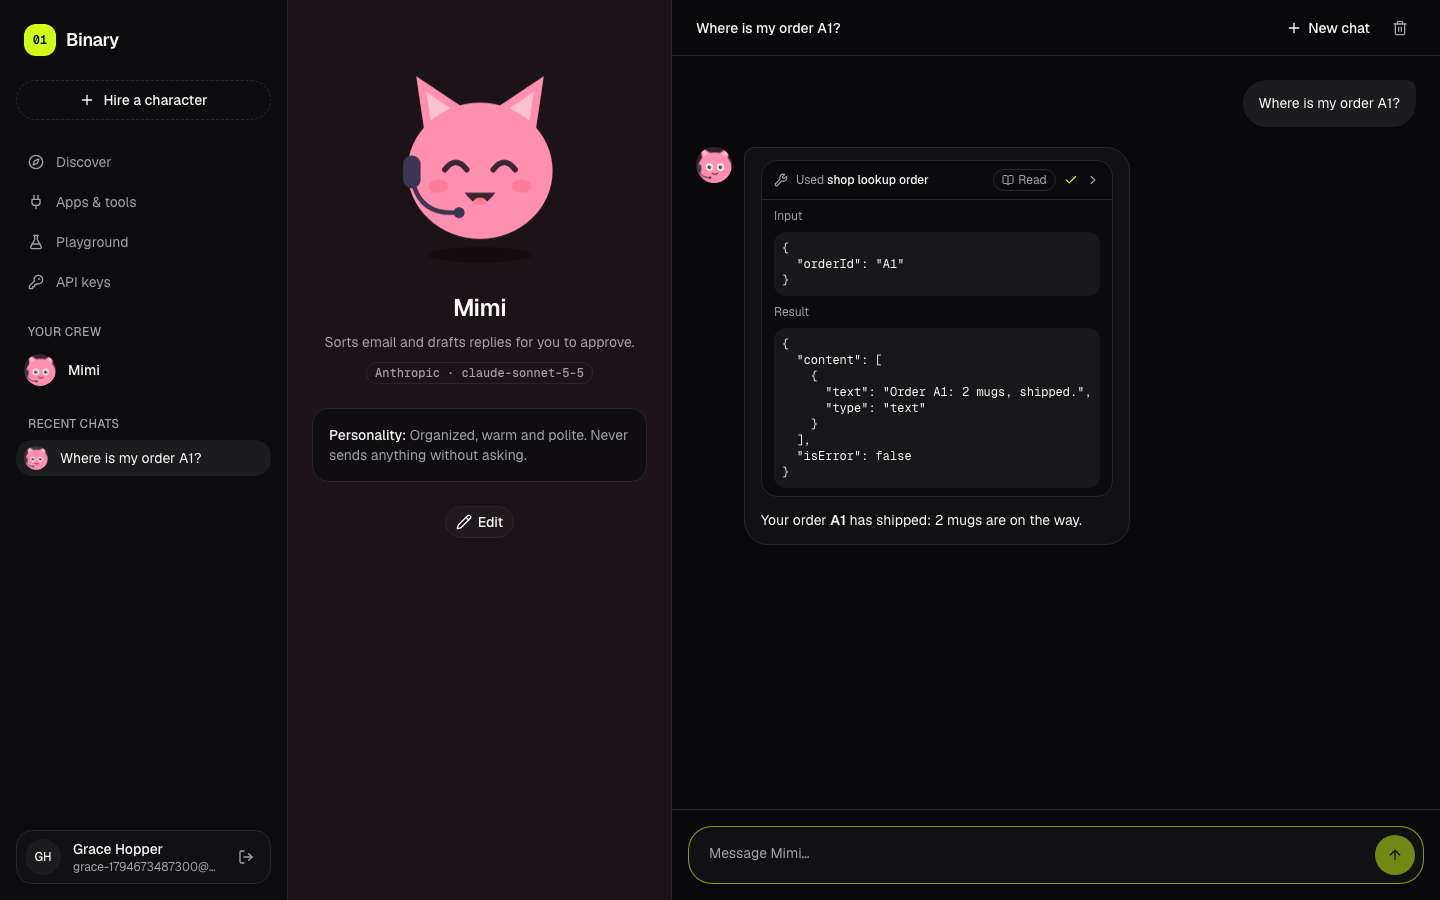 01 Binary
Hire a character
Discover
Apps & tools
Playground
API keys
YOUR CREW
Mimi
RECENT CHATS
Where is my order A1?
GH
Grace Hopper
grace-1794673487300@...
Mimi
Sorts email and drafts replies for you to approve.
Anthropic · claude-sonnet-5-5
Personality: Organized, warm and polite. Never
sends anything without asking.
Edit
Where is my order A1?
New chat
Where is my order A1?
Used shop lookup order
Read
Input
{
  "orderId": "A1"
}
Result
{
  "content": [
    {
      "text": "Order A1: 2 mugs, shipped.",
      "type": "text"
    }
  ],
  "isError": false
}
Your order A1 has shipped: 2 mugs are on the way.
Message Mimi...